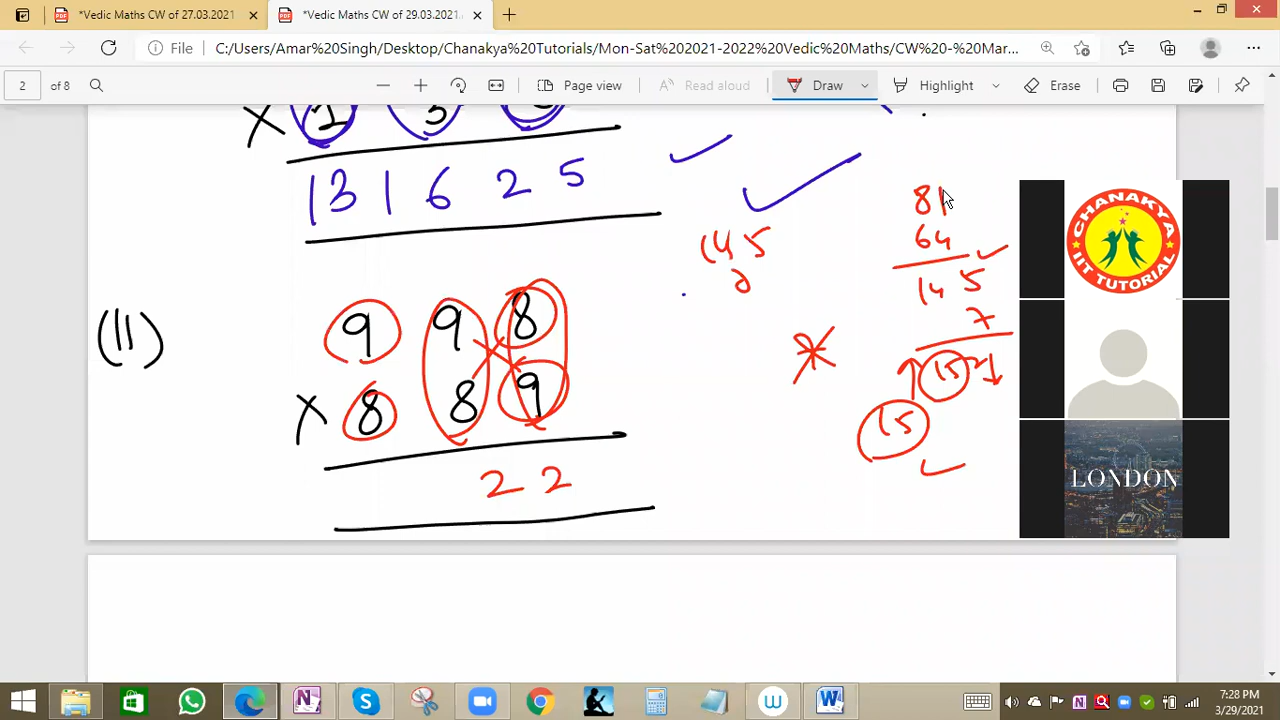 *Vedic Maths CW of 27.03.2021
*Vedic Maths CW of 29.03.2021
File
C:/Users/Amar%20Singh/Desktop/Chanakya%20Tutorials/Mon-Sat%202021-2022%20Vedic%20Maths/CW%20-%20Mar...
2 of 8
Page view
Read aloud
Draw
Highlight
Erase
× 1 3
13 1 6 2 5
145
2
81
64
145
7
15 2
15
(11)
9 9 8
× 8 8 9
2 2
CHANAKYA
IIT TUTORIAL
LONDON
7:28 PM
3/29/2021